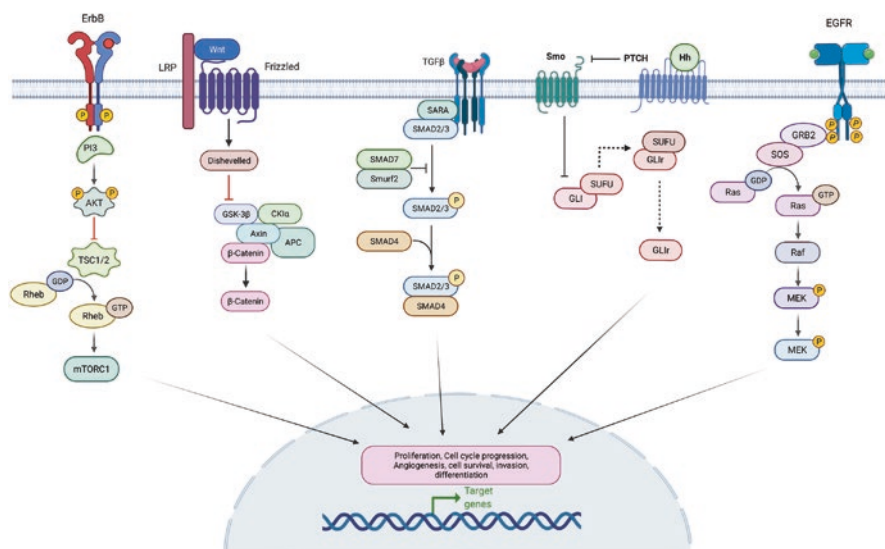 ErbB
P
P
PI3
P
P
AKT
TSC1/2
GDP
Rheb
GTP
Rheb
mTORC1
LRP
Wnt
Frizzled
Dishevelled
GSK-3β
CKIα
Axin
APC
β-Catenin
β-Catenin
TGFβ
SARA
SMAD2/3
SMAD7
Smurf2
P
SMAD2/3
SMAD4
P
SMAD2/3
SMAD4
Smo
PTCH
Hh
SUFU
GLI
SUFU
GLIr
GLIr
EGFR
P
P
P
P
GRB2
SOS
GDP
Ras
GTP
Ras
Raf
P
MEK
P
MEK
Proliferation, Cell cycle progression,
Angiogenesis, cell survival, invasion,
differentiation
Target
genes